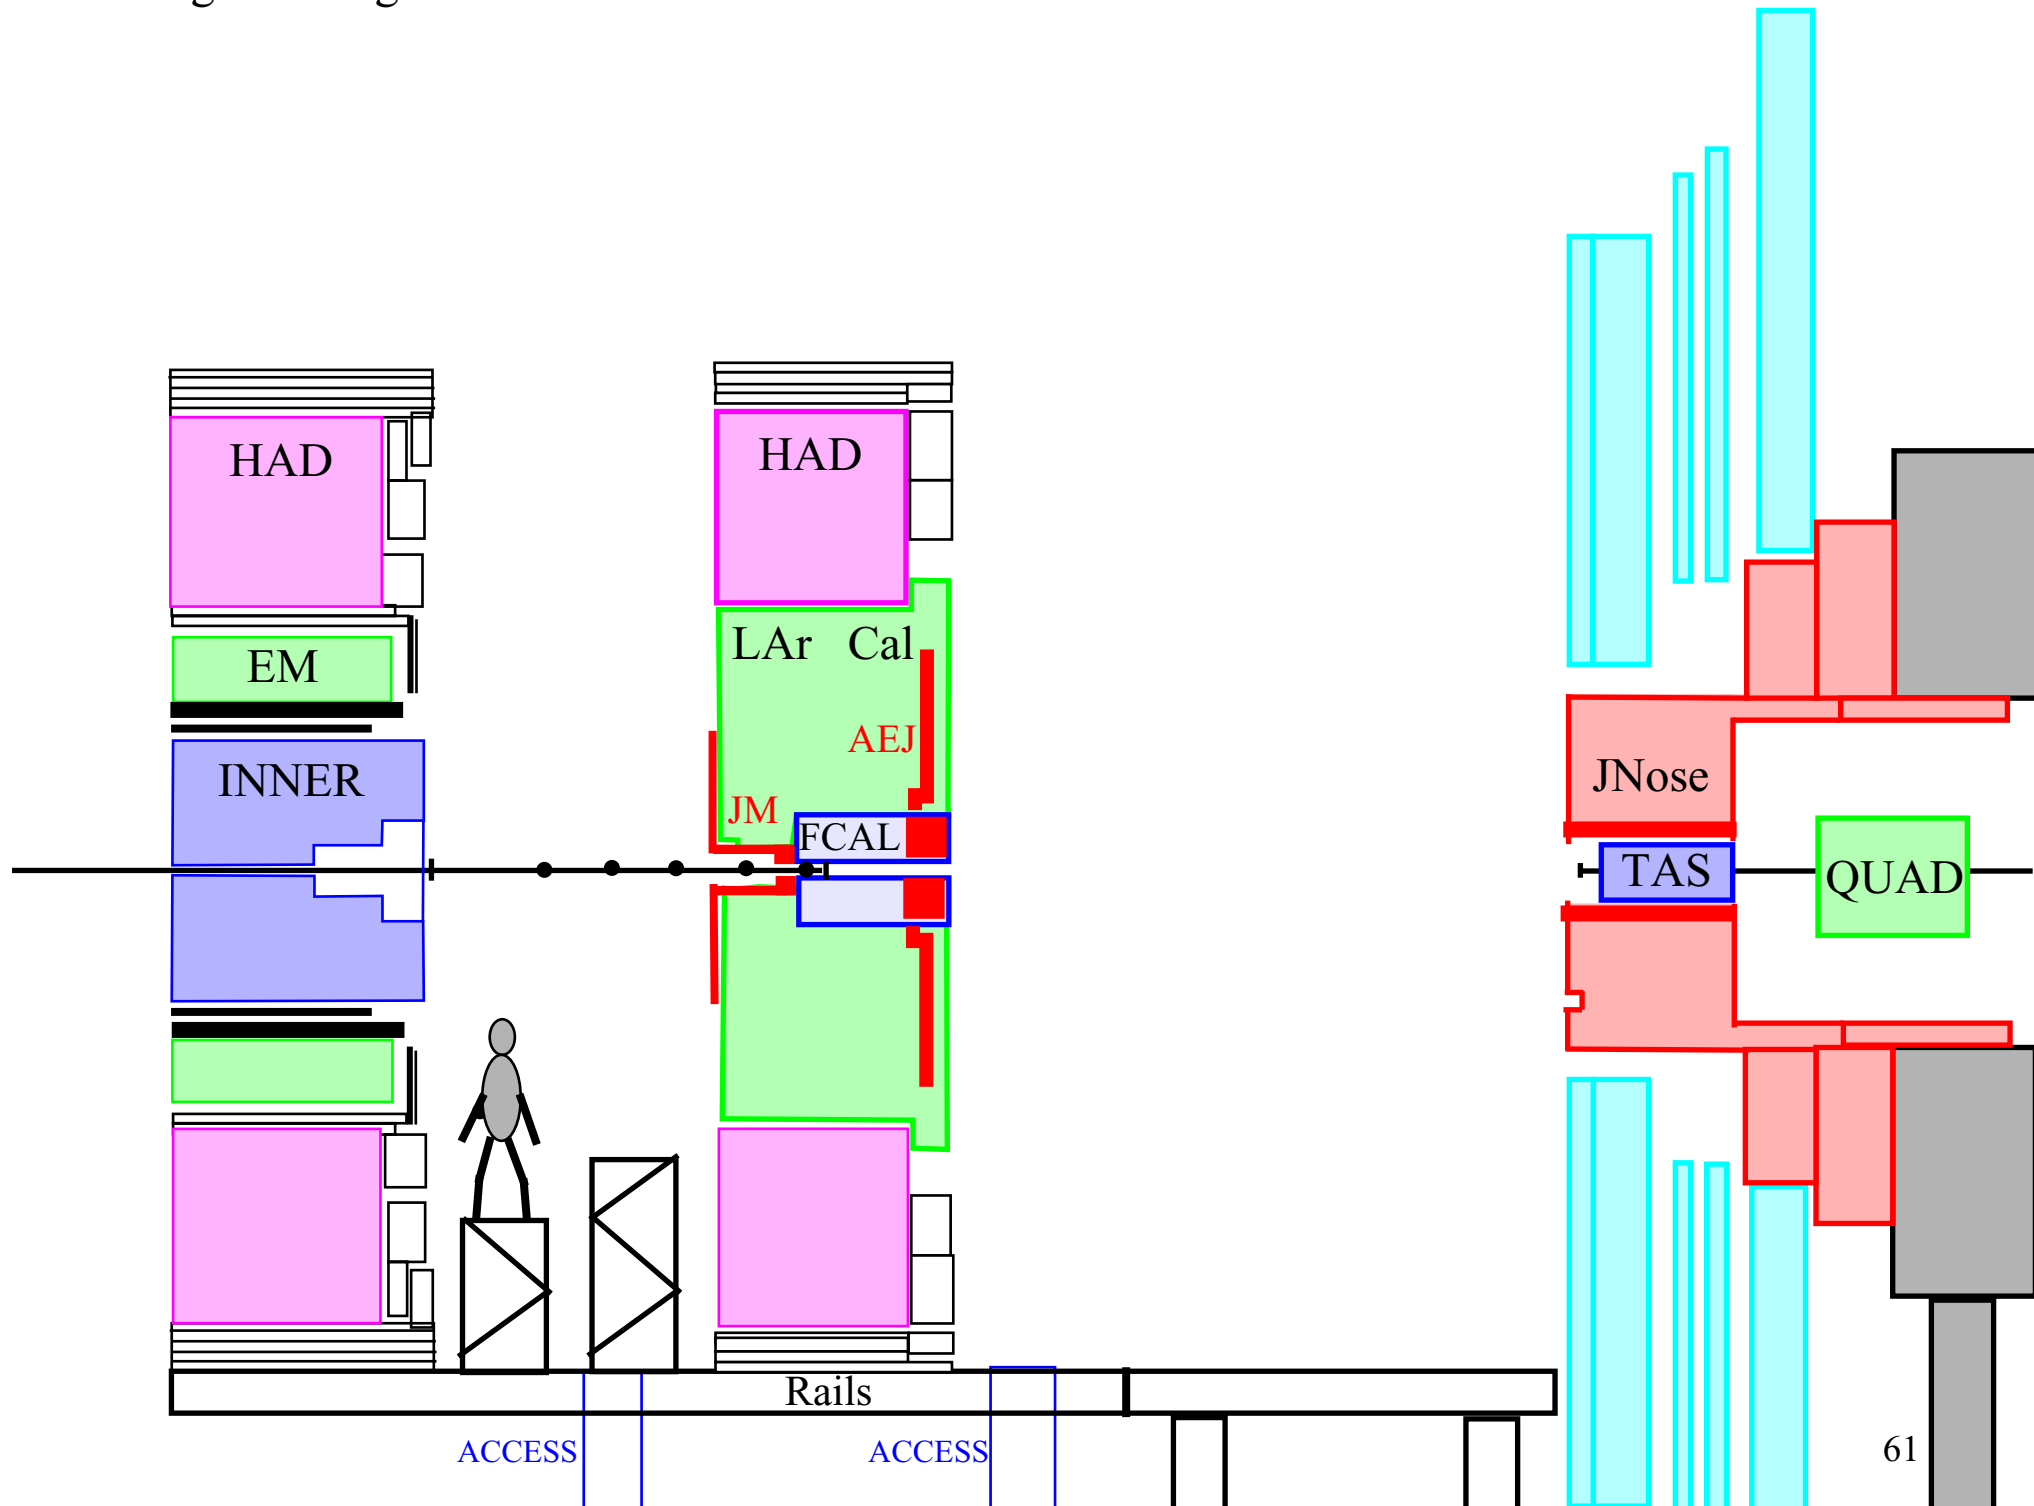 HAD
HAD
EM
LAr Cal
AEJ
INNER
JM
FCAL
JNose
TAS
QUAD
Rails
ACCESS
ACCESS
61